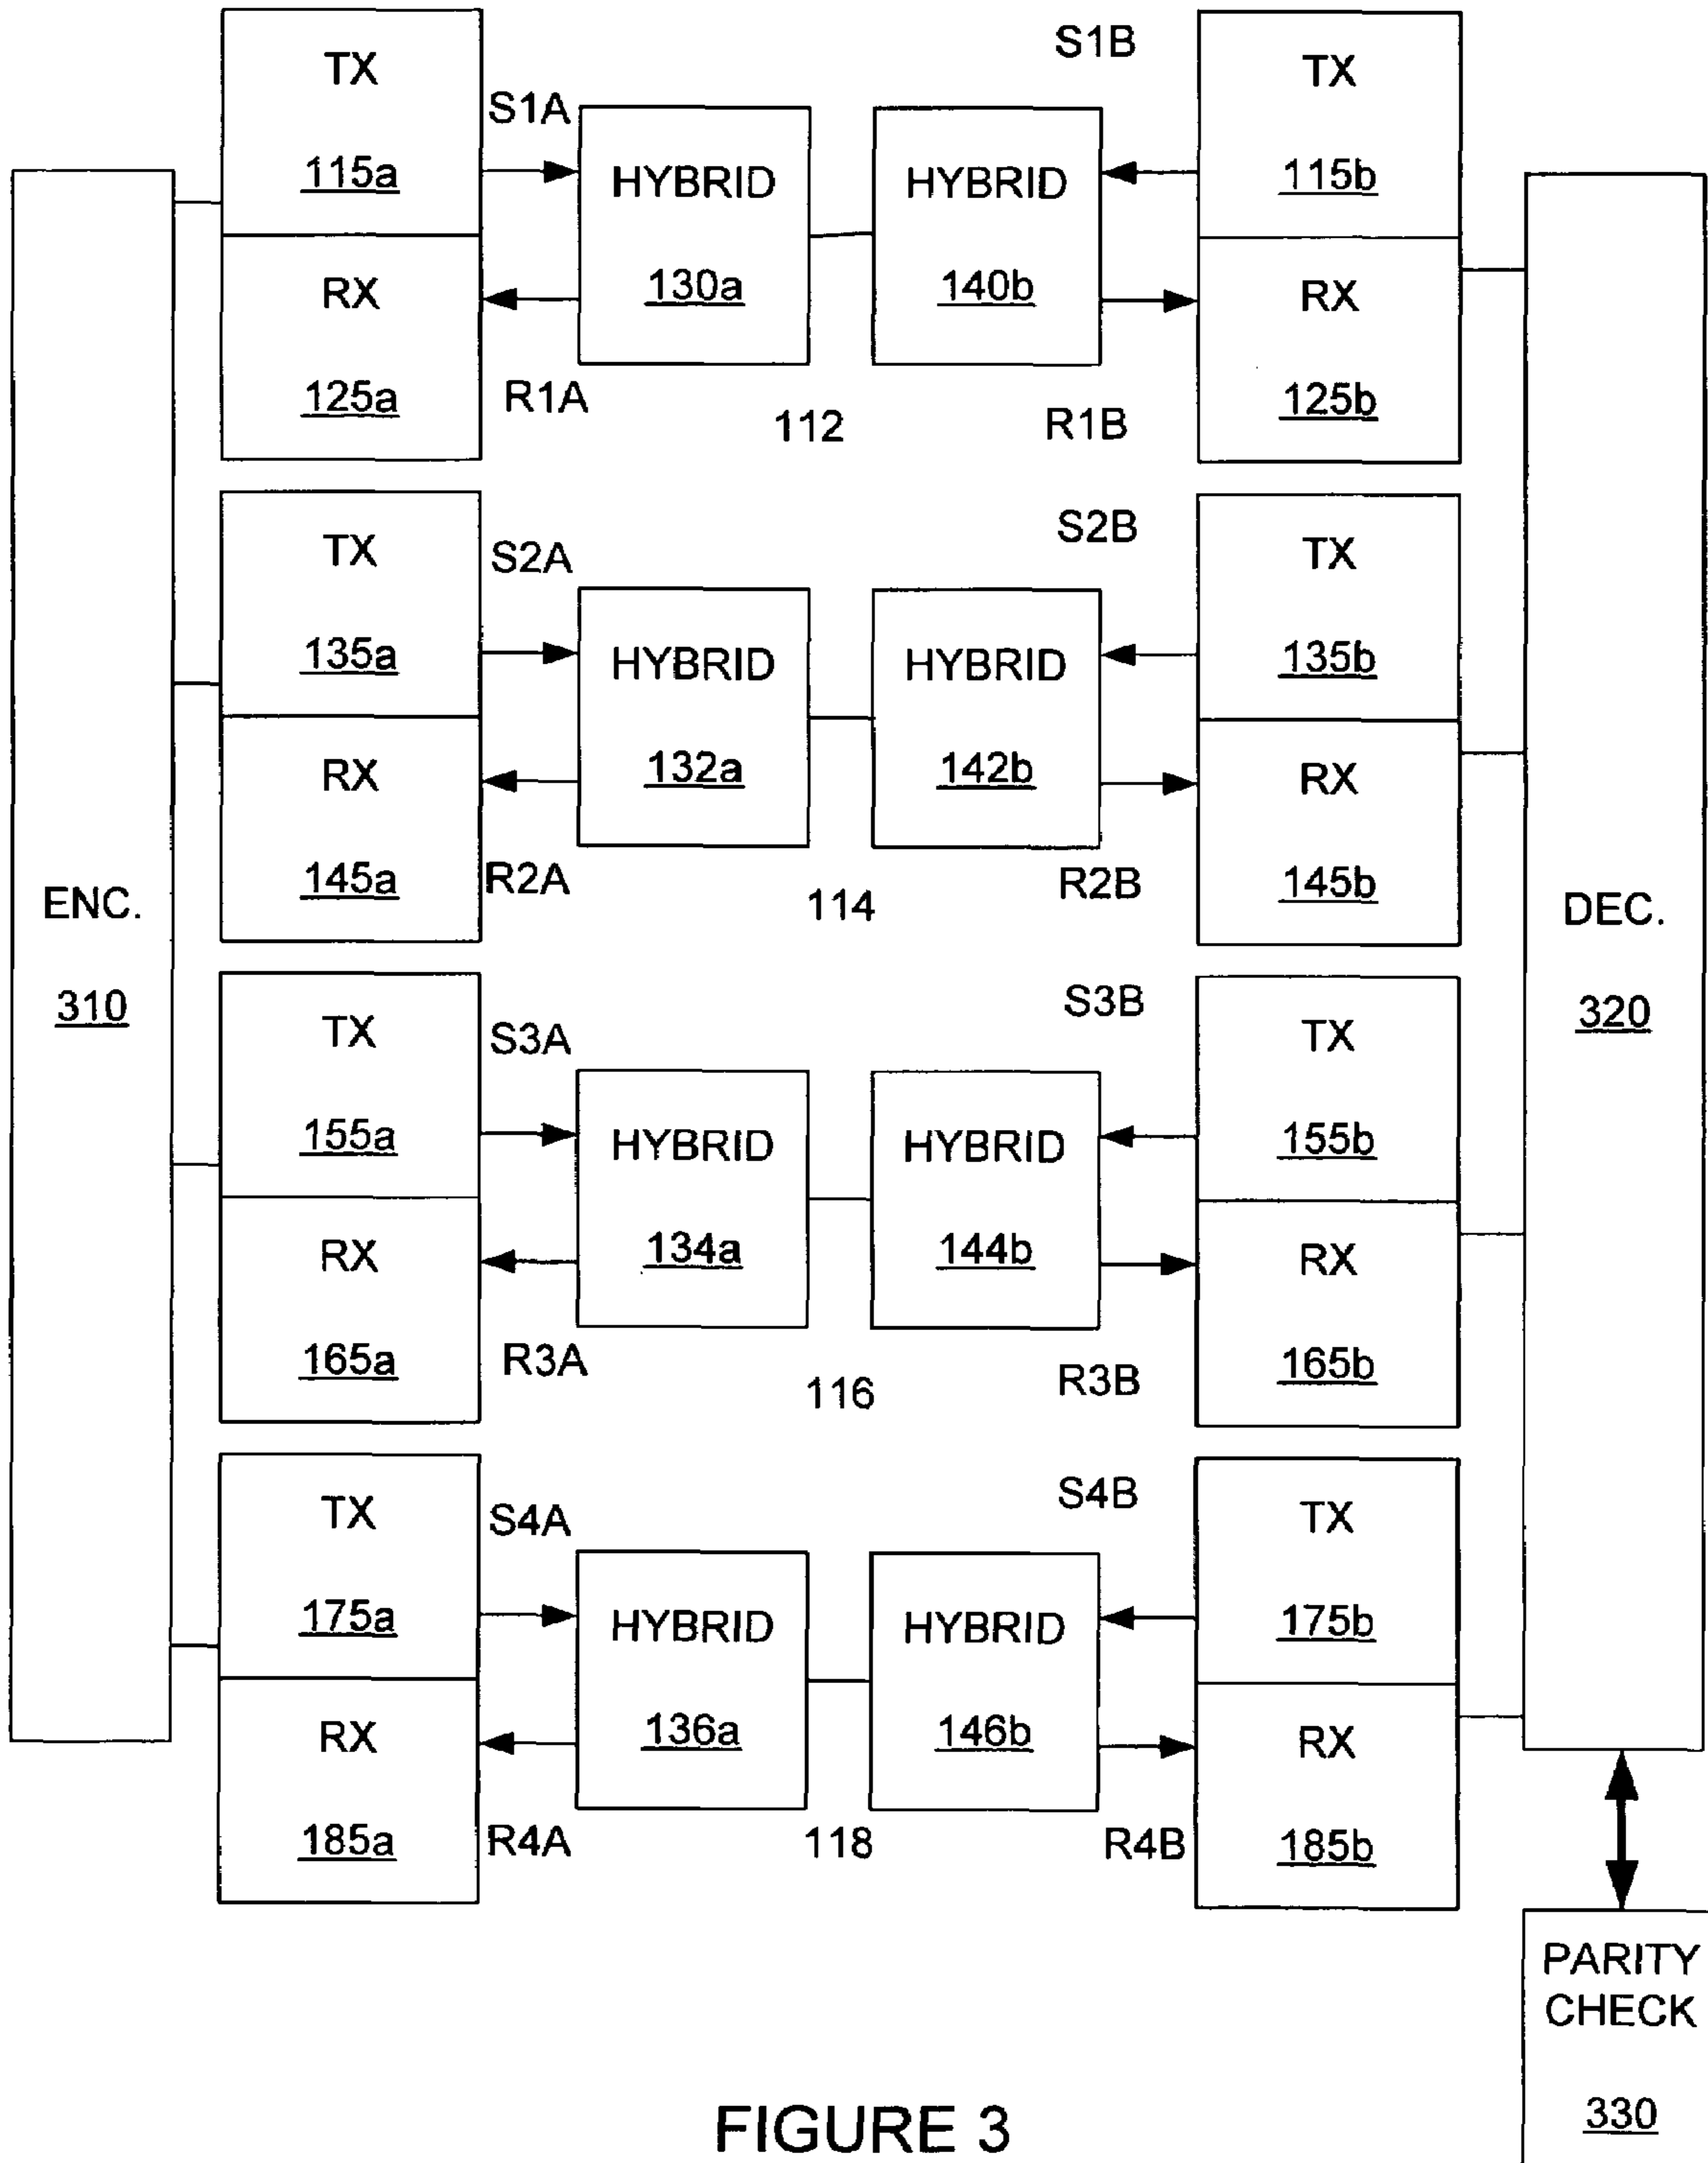 TX
115a
RX
125a
S1A
R1A
HYBRID
130a
HYBRID
140b
112
S1B
R1B
TX
115b
RX
125b
TX
135a
RX
145a
S2A
R2A
HYBRID
132a
HYBRID
142b
114
S2B
R2B
TX
135b
RX
145b
ENC.
310
DEC.
320
TX
155a
RX
165a
S3A
R3A
HYBRID
134a
HYBRID
144b
116
S3B
R3B
TX
155b
RX
165b
TX
175a
RX
185a
S4A
R4A
HYBRID
136a
HYBRID
146b
118
S4B
R4B
TX
175b
RX
185b
PARITY
CHECK
330
FIGURE 3